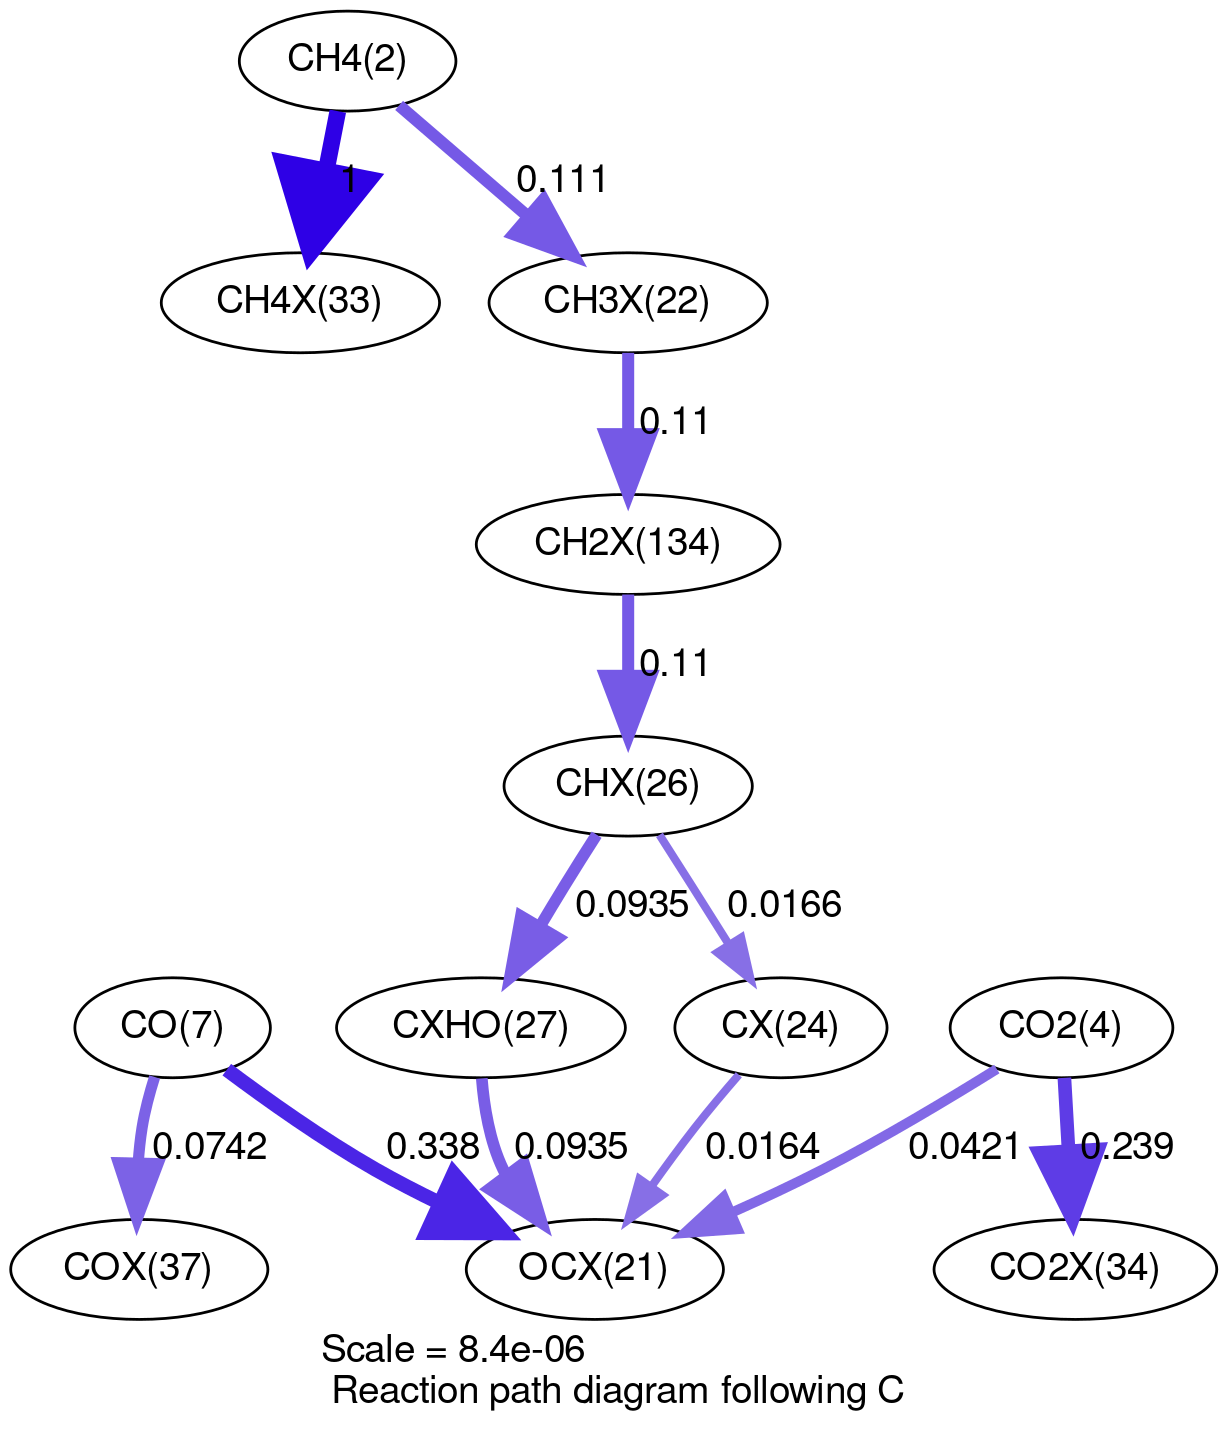 CH4(2)
1
0.111
CH4X(33)
CH3X(22)
0.11
CH2X(134)
0.11
CHX(26)
0.0935
0.0166
CO(7)
CXHO(27)
CX(24)
CO2(4)
0.0742
0.338
0.0935
0.0164
0.0421
0.239
COX(37)
OCX(21)
CO2X(34)
Scale = 8.4e-06
Reaction path diagram following C